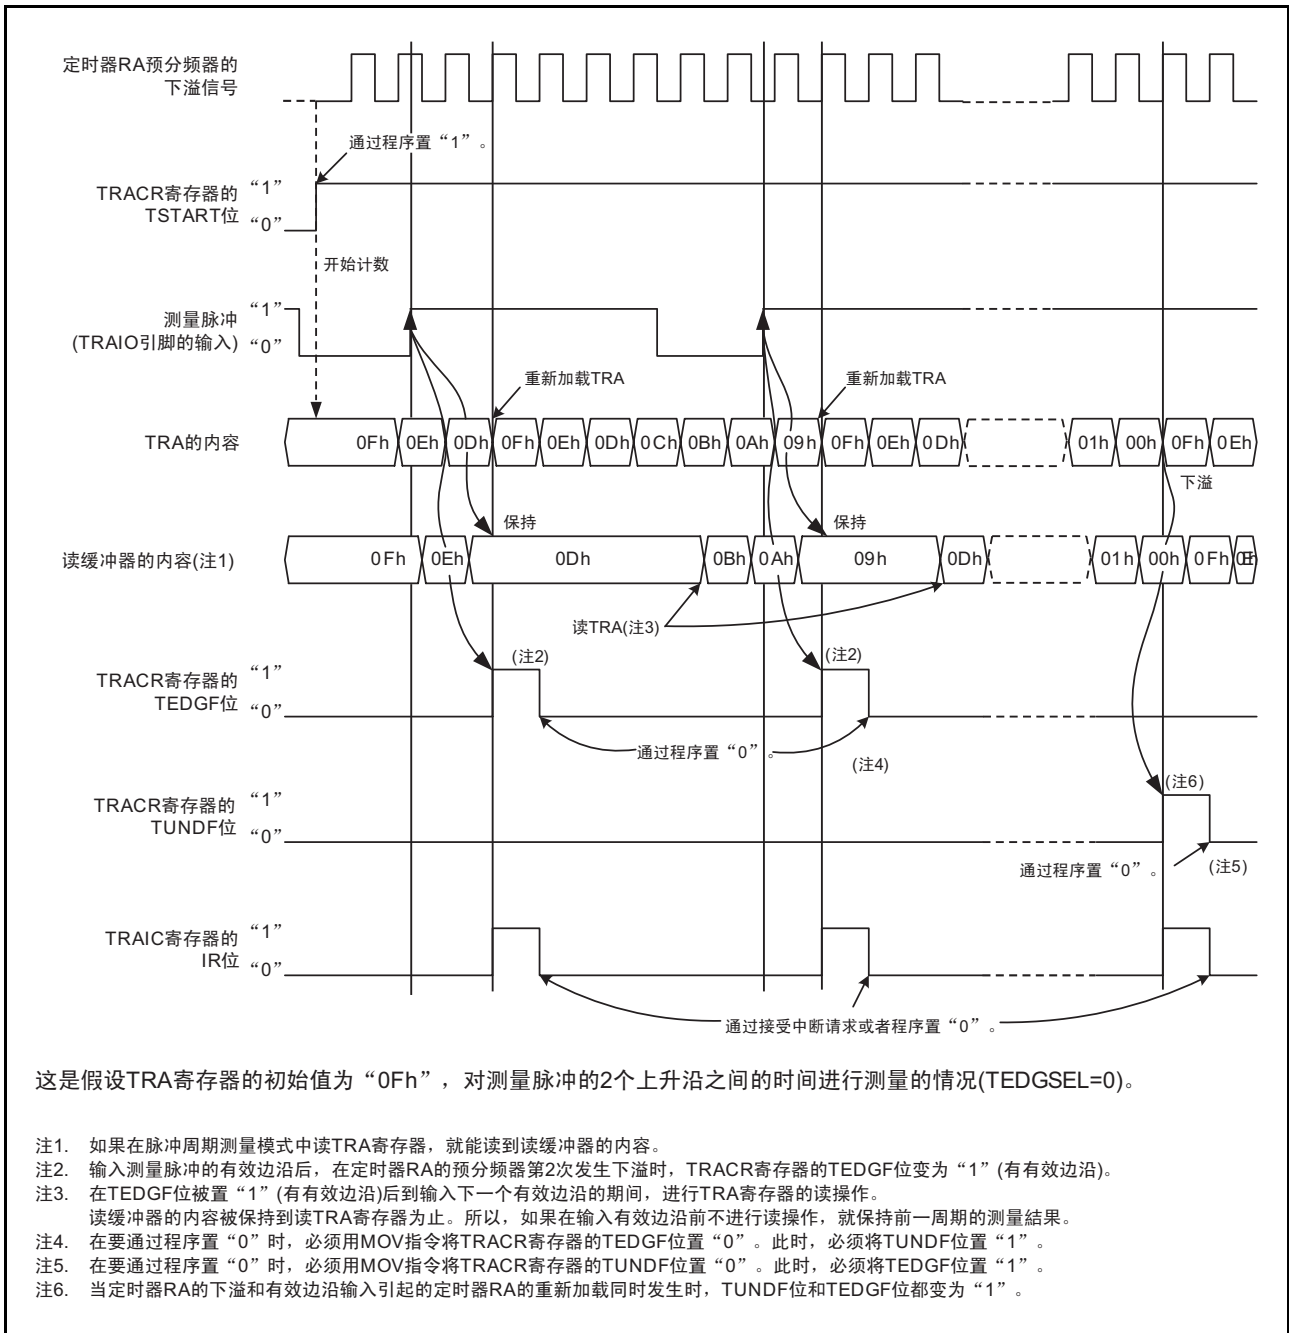 定时器RA预分频器的
下溢信号
通过程序置“1”。
TRACR寄存器的
TSTART位
“1”
“0”
开始计数
测量脉冲
(TRAIO引脚的输入)
“1”
“0”
重新加载TRA
重新加载TRA
TRA的内容
0Fh 0Eh 0Dh 0Fh 0Eh 0Dh 0Ch 0Bh 0Ah 09h 0Fh 0Eh 0Dh 01h 00h 0Fh 0Eh
下溢
保持
保持
读缓冲器的内容(注1)
0Fh 0Eh 0Dh 0Bh 0Ah 09h 0Dh 01h 00h 0Fh 0Eh
读TRA(注3)
(注2)
(注2)
TRACR寄存器的
TEDGF位
“1”
“0”
通过程序置“0”。
(注4)
(注6)
TRACR寄存器的
TUNDF位
“1”
“0”
通过程序置“0”。
(注5)
TRAIC寄存器的
IR位
“1”
“0”
通过接受中断请求或者程序置“0”。
这是假设TRA寄存器的初始值为“0Fh”，对测量脉冲的2个上升沿之间的时间进行测量的情况(TEDGSEL=0)。
注1. 如果在脉冲周期测量模式中读TRA寄存器，就能读到读缓冲器的内容。
注2. 输入测量脉冲的有效边沿后，在定时器RA的预分频器第2次发生下溢时，TRACR寄存器的TEDGF位变为“1”(有有效边沿)。
注3. 在TEDGF位被置“1”(有有效边沿)后到输入下一个有效边沿的期间，进行TRA寄存器的读操作。
读缓冲器的内容被保持到读TRA寄存器为止。所以，如果在输入有效边沿前不进行读操作，就保持前一周期的测量結果。
注4. 在要通过程序置“0”时，必须用MOV指令将TRACR寄存器的TEDGF位置“0”。此时，必须将TUNDF位置“1”。
注5. 在要通过程序置“0”时，必须用MOV指令将TRACR寄存器的TUNDF位置“0”。此时，必须将TEDGF位置“1”。
注6. 当定时器RA的下溢和有效边沿输入引起的定时器RA的重新加载同时发生时，TUNDF位和TEDGF位都变为“1”。